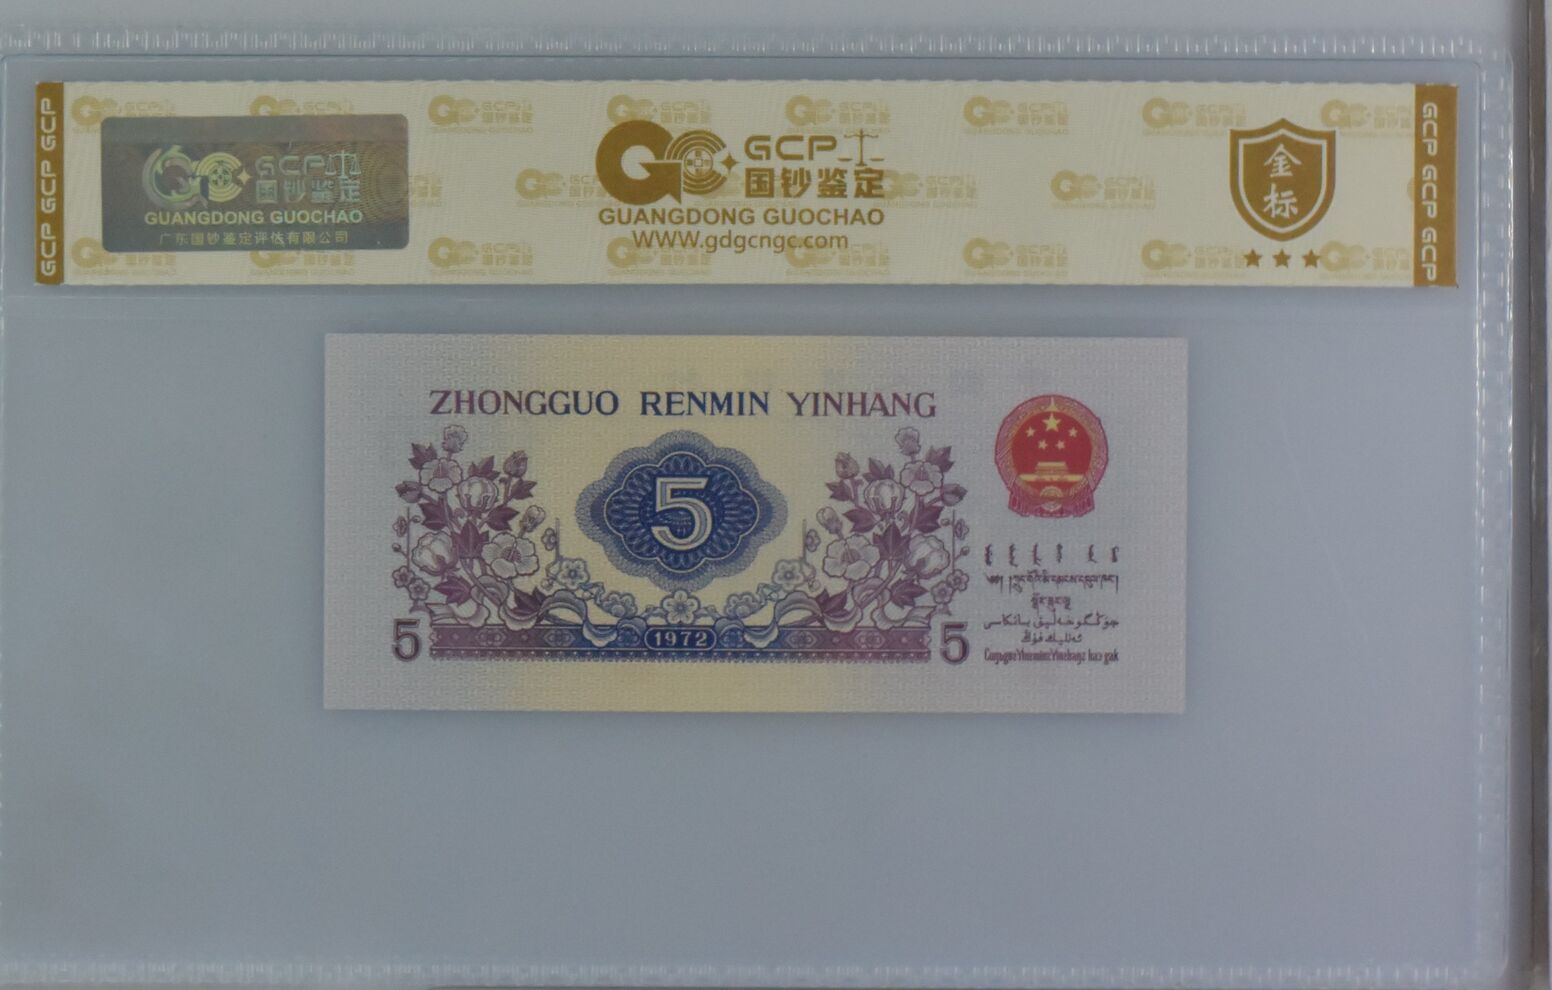 GCP GCP GCP
GCP
国钞鉴定
GUANGDONG GUOCHAO
广东国钞鉴定评估有限公司
GCP
国钞鉴定
GUANGDONG GUOCHAO
WWW.gdgcngc.com
金
标
GCP GCP GCP GCP
ZHONGGUO RENMIN YINHANG
5
5
1972
5